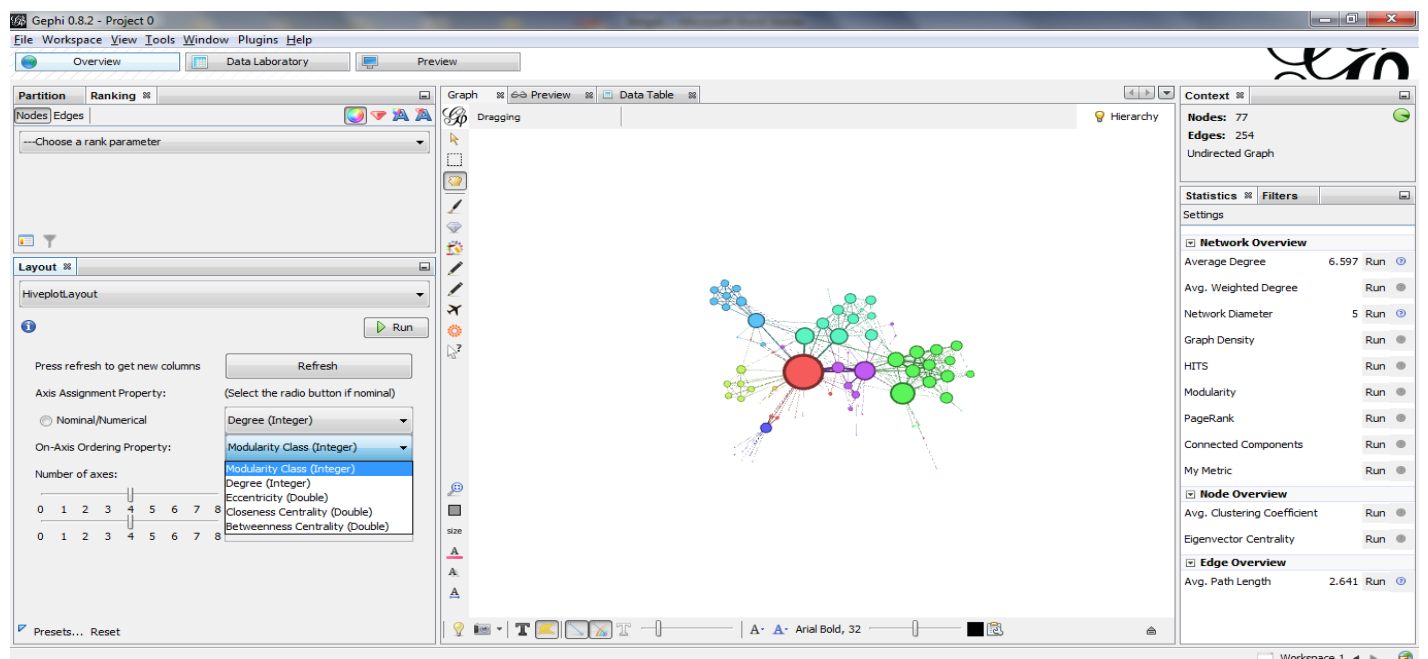 Gephi 0.8.2 - Project 0
File Workspace View Tools Window Plugins Help
Overview Data Laboratory Preview
Partition Ranking
Nodes Edges
---Choose a rank parameter
Layout
HiveplotLayout
Run
Press refresh to get new columns Refresh
Axis Assignment Property: (Select the radio button if nominal)
Nominal/Numerical Degree (Integer)
On-Axis Ordering Property: Modularity Class (Integer)
Number of axes:
Modularity Class (Integer)
Degree (Integer)
Eccentricity (Double)
Closeness Centrality (Double)
Betweenness Centrality (Double)
0 1 2 3 4 5 6 7 8
0 1 2 3 4 5 6 7 8
Presets... Reset
Graph Preview Data Table
Dragging Hierarchy
size
A
A
A
T T A- A- Arial Bold, 32
Context
Nodes: 77
Edges: 254
Undirected Graph
Statistics Filters
Settings
Network Overview
Average Degree 6.597 Run
Avg. Weighted Degree Run
Network Diameter 5 Run
Graph Density Run
HITS Run
Modularity Run
PageRank Run
Connected Components Run
My Metric Run
Node Overview
Avg. Clustering Coefficient Run
Eigenvector Centrality Run
Edge Overview
Avg. Path Length 2.641 Run
Workspace 1